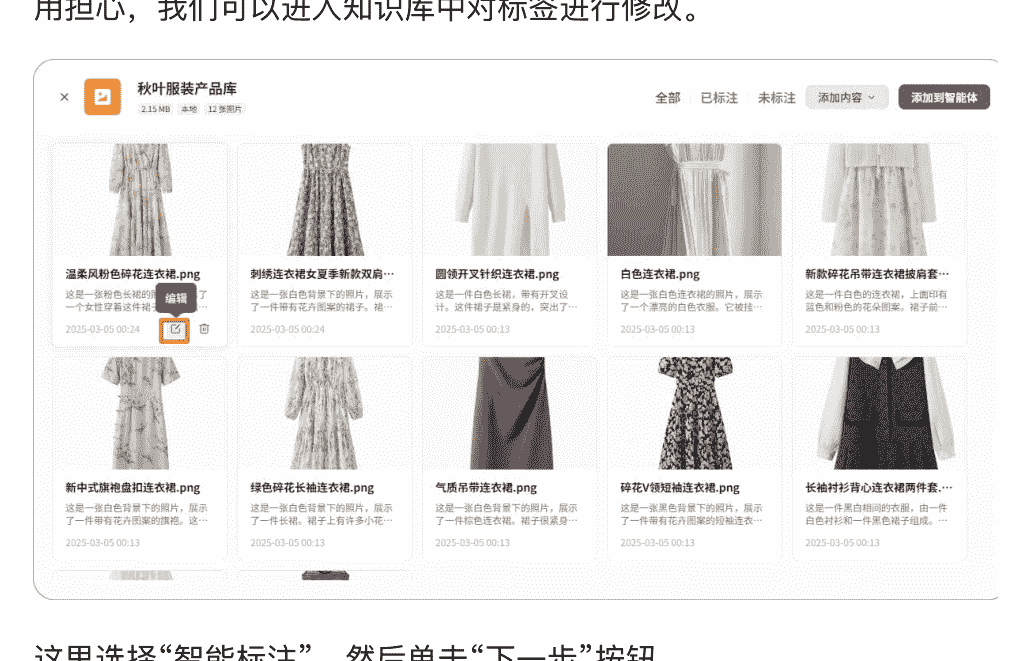 用担心，我们可以进入知识库中对标签进行修改。
秋叶服装产品库
2.15 MB 本地 12 张图片
全部 已标注 未标注 添加内容 添加到智能体
温柔风粉色碎花连衣裙.png
这是一张粉色长裙的 了
一个女性穿着这件裙
2025-03-05 00:24
编辑
刺绣连衣裙女夏季新款双肩···
这是一张白色背景下的照片，展示
了一件带有花卉图案的裙子。裙···
2025-03-05 00:24
圆领开叉针织连衣裙.png
这是一件白色长裙，带有开叉设
计。这件裙子是紧身的，突出了···
2025-03-05 00:13
白色连衣裙.png
这是一张白色连衣裙的照片，展示
了一个漂亮的白色衣服。它被挂···
2025-03-05 00:13
新款碎花吊带连衣裙披肩套···
这是一件白色的连衣裙，上面印有
蓝色和粉色的花朵图案。裙子前···
2025-03-05 00:13
新中式旗袍盘扣连衣裙.png
这是一张白色背景下的照片，展示
了一件带有花卉图案的旗袍。这···
2025-03-05 00:13
绿色碎花长袖连衣裙.png
这是一张白色背景下的照片，展示
了一件长裙。裙子上有许多小花···
2025-03-05 00:13
气质吊带连衣裙.png
这是一张白色背景下的照片，展示
了一件棕色连衣裙。裙子很紧身···
2025-03-05 00:13
碎花V领短袖连衣裙.png
这是一张黑色背景下的照片，展示
了一件带有花卉图案的短袖连衣···
2025-03-05 00:13
长袖衬衫背心连衣裙两件套.···
这是一件黑白相间的衣服，由一件
白色衬衫和一件黑色裙子组成。···
2025-03-05 00:13
这里选择“智能标注”，然后单击“下一步”按钮